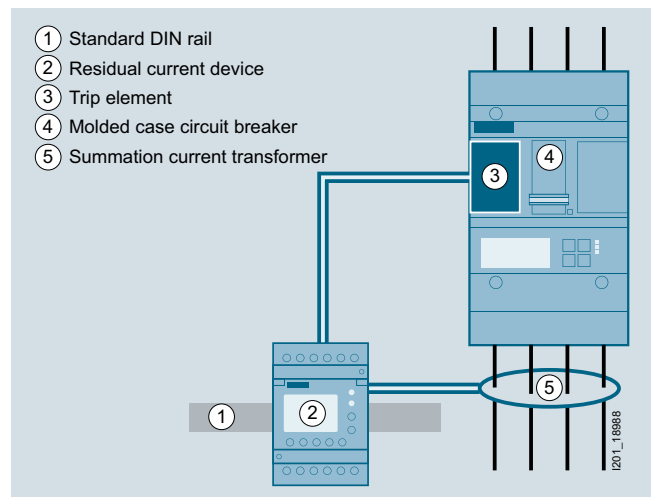 1 Standard DIN rail
2 Residual current device
3 Trip element
4 Molded case circuit breaker
5 Summation current transformer
4
3
5
1
2
I201_18988